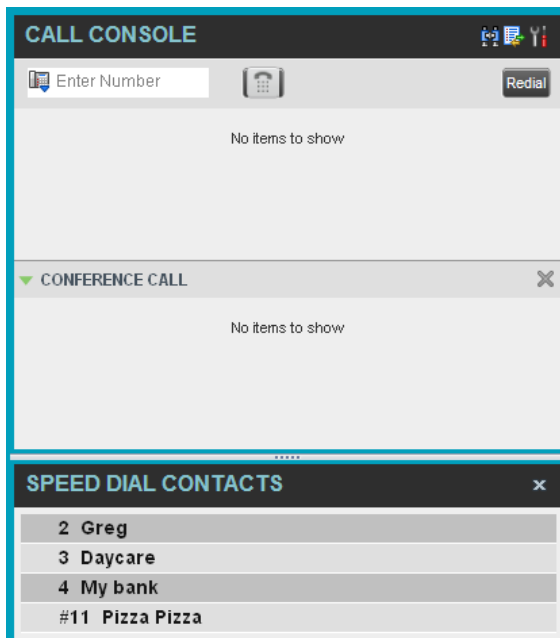 CALL CONSOLE
Enter Number
Redial
No items to show
CONFERENCE CALL
No items to show
SPEED DIAL CONTACTS
2 Greg
3 Daycare
4 My bank
#11 Pizza Pizza